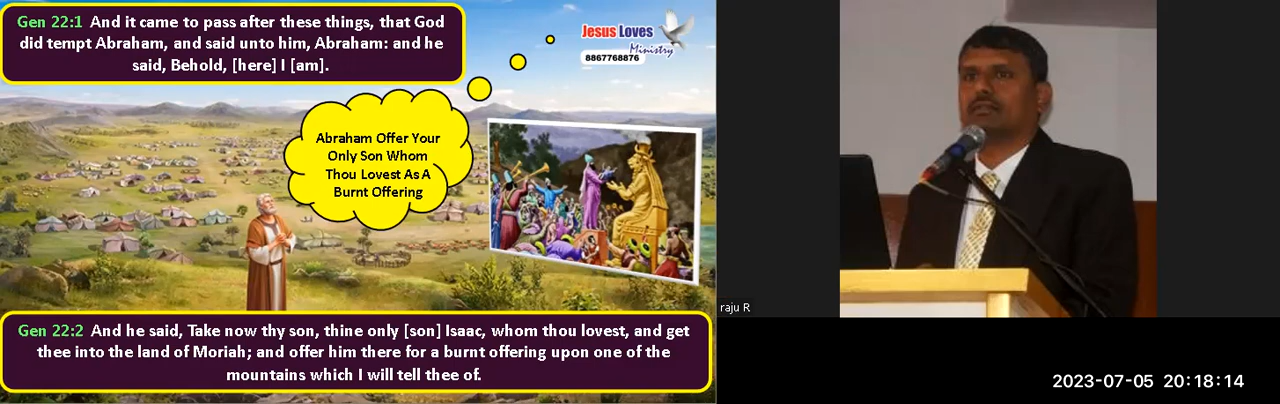 Gen 22:1 And it came to pass after these things, that God
did tempt Abraham, and said unto him, Abraham: and he
said, Behold, [here] I [am].
Jesus Loves
Ministry
8867768876
Abraham Offer Your
Only Son Whom
Thou Lovest As A
Burnt Offering
Gen 22:2 And he said, Take now thy son, thine only [son] Isaac, whom thou lovest, and get
thee into the land of Moriah; and offer him there for a burnt offering upon one of the
mountains which I will tell thee of.
raju R
2023-07-05 20:18:14